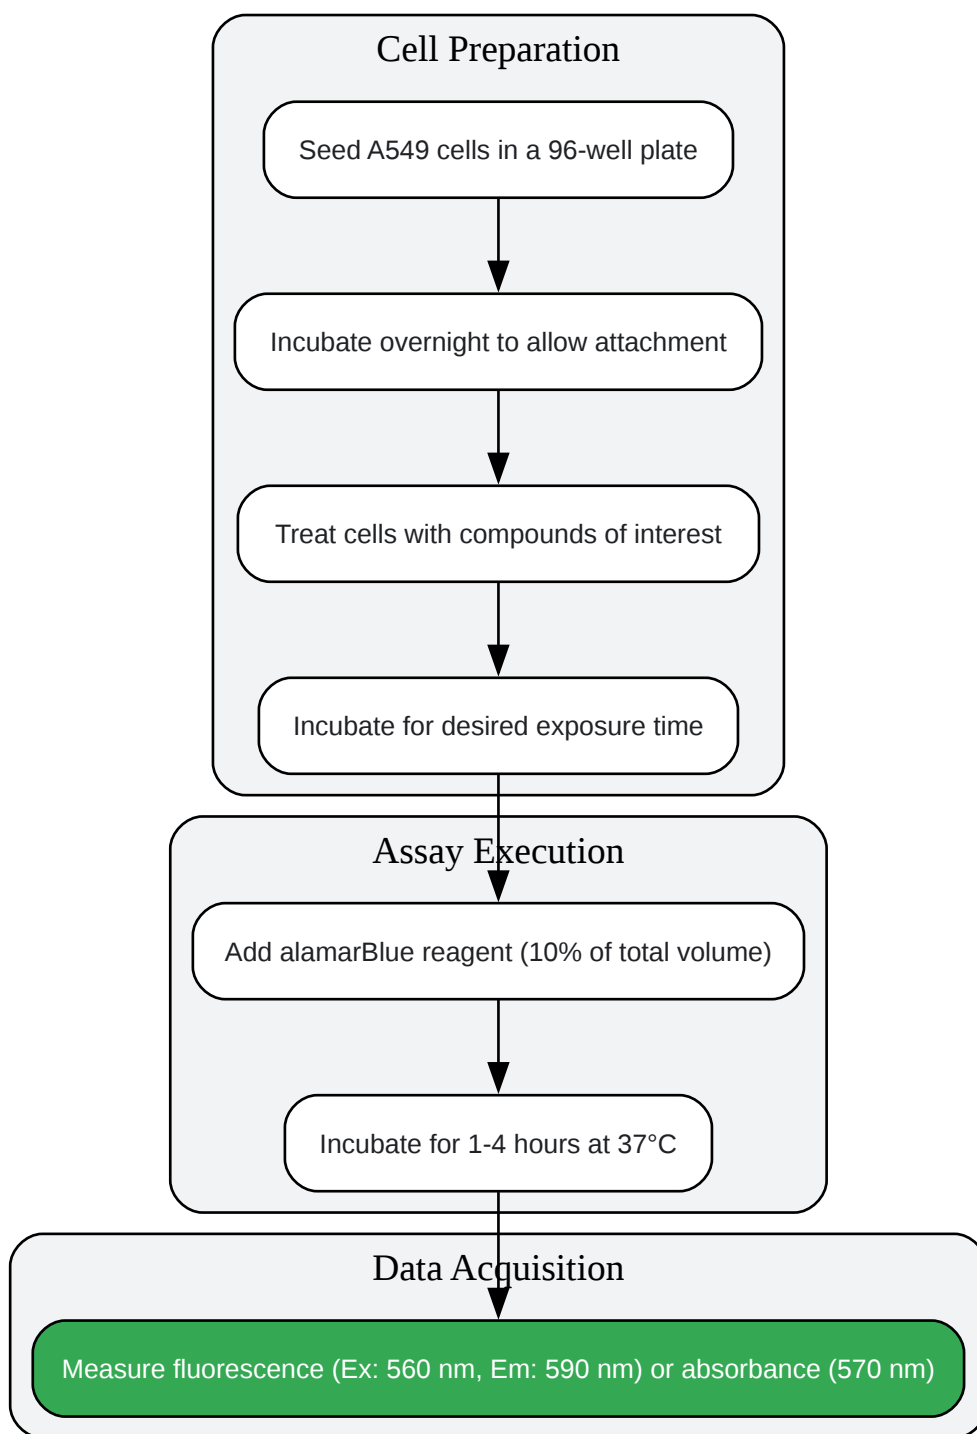 Cell Preparation
Seed A549 cells in a 96-well plate
Incubate overnight to allow attachment
Treat cells with compounds of interest
Incubate for desired exposure time
Assay Execution
Add alamarBlue reagent (10% of total volume)
Incubate for 1-4 hours at 37°C
Data Acquisition
Measure fluorescence (Ex: 560 nm, Em: 590 nm) or absorbance (570 nm)